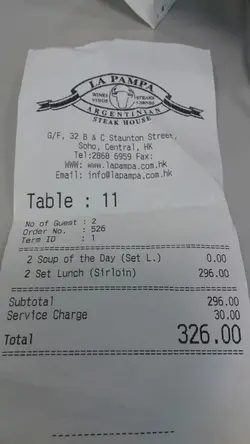 LA PAMPA
ARGENTINIAN
STEAK HOUSE
G/F, 32 B & C Staunton Street,
Soho, Central, HK
Tel:2868 6959 Fax:
WWW: www.lapampa.com.hk
Email: info@lapampa.com.hk
Table : 11
No of Guest : 2
Order No. : 526
Term ID : 1
2 Soup of the Day (Set L.) 0.00
2 Set Lunch (Sirloin) 296.00
Subtotal 296.00
Service Charge 30.00
Total 326.00